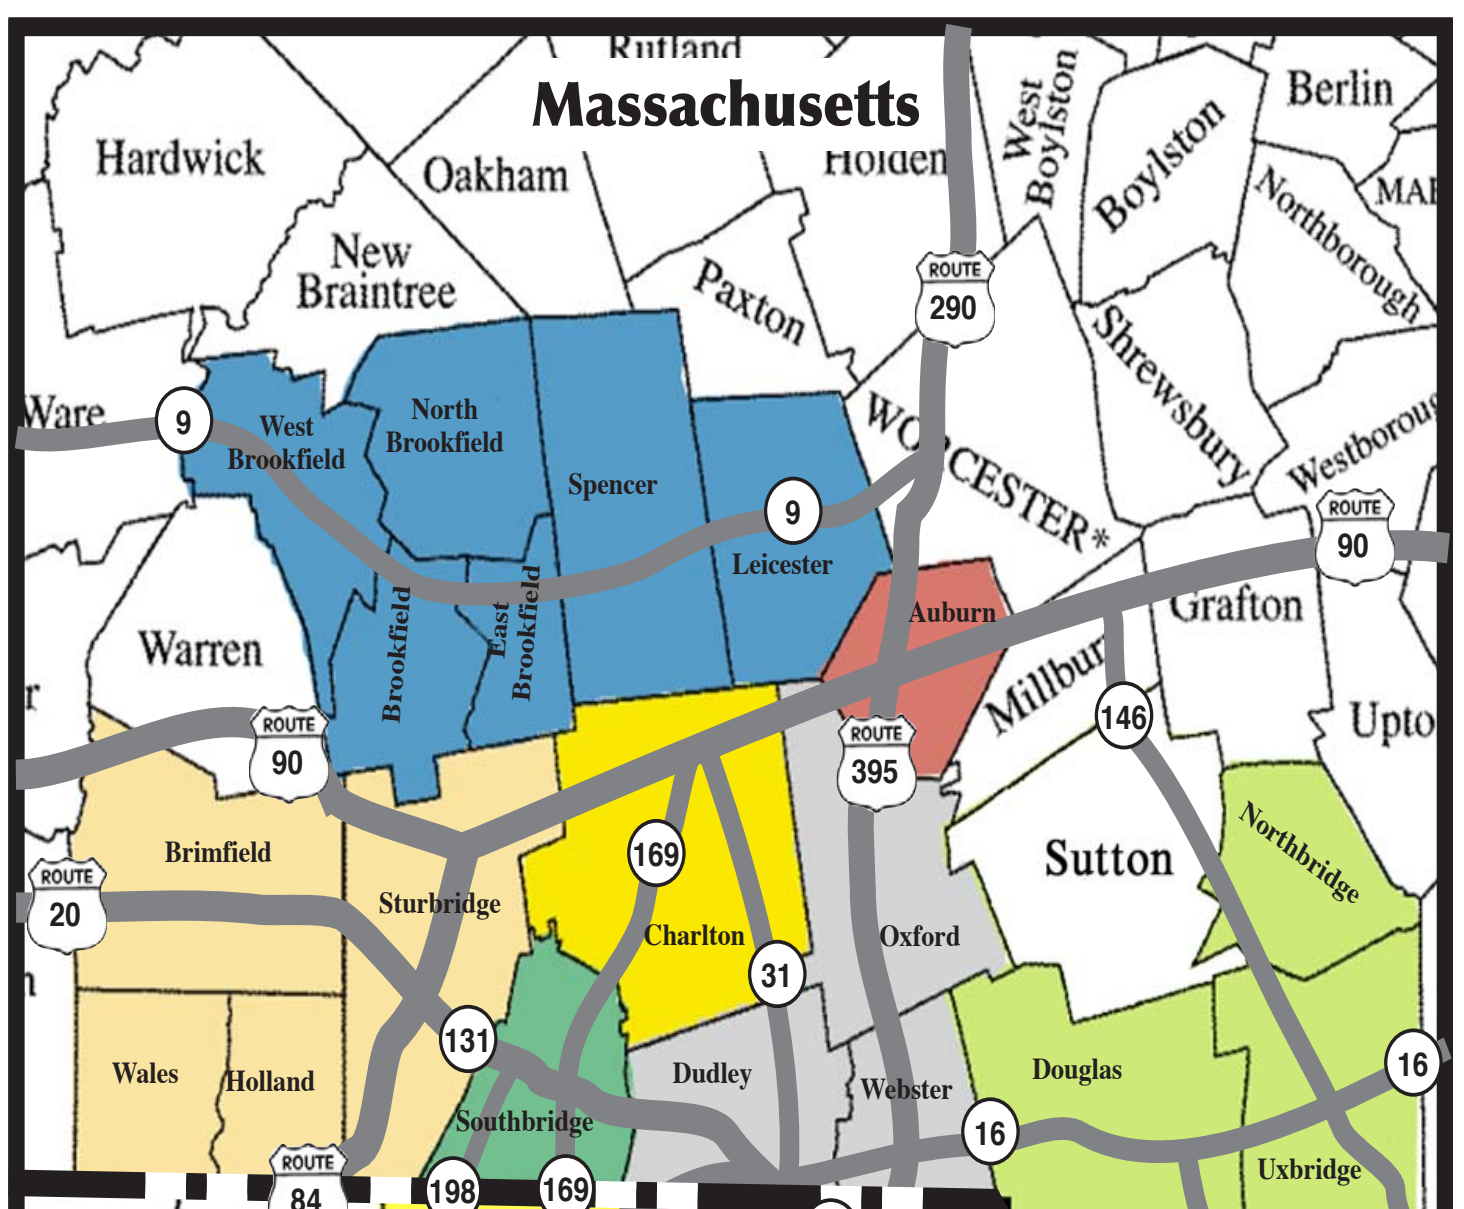 Rutland
Massachusetts
Berlin
West
Boylston
Boylston
Hardwick
Oakham
Holden
Northborough
New
Braintree
Paxton
ROUTE
290
Shrewsbury
Ware
9
West
Brookfield
North
Brookfield
WORCESTER*
Spencer
9
Leicester
ROUTE
90
Brookfield
East
Brookfield
Auburn
Grafton
Warren
Millbur
146
Upto
ROUTE
90
ROUTE
395
Brimfield
169
Sutton
Northbridge
ROUTE
20
Sturbridge
Charlton
Oxford
31
131
Wales
Holland
Dudley
Webster
Douglas
16
Southbridge
16
Uxbridge
ROUTE
84
198
169